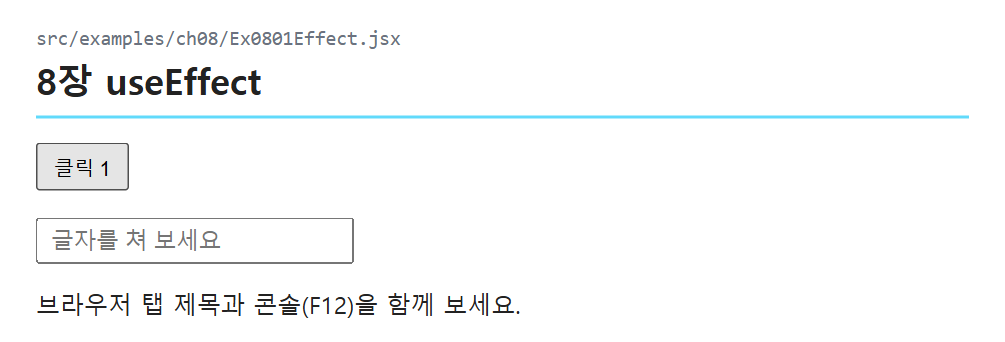 src/examples/ch08/Ex0801Effect.jsx
8장 useEffect
클릭 1
글자를 쳐 보세요
브라우저 탭 제목과 콘솔(F12)을 함께 보세요.